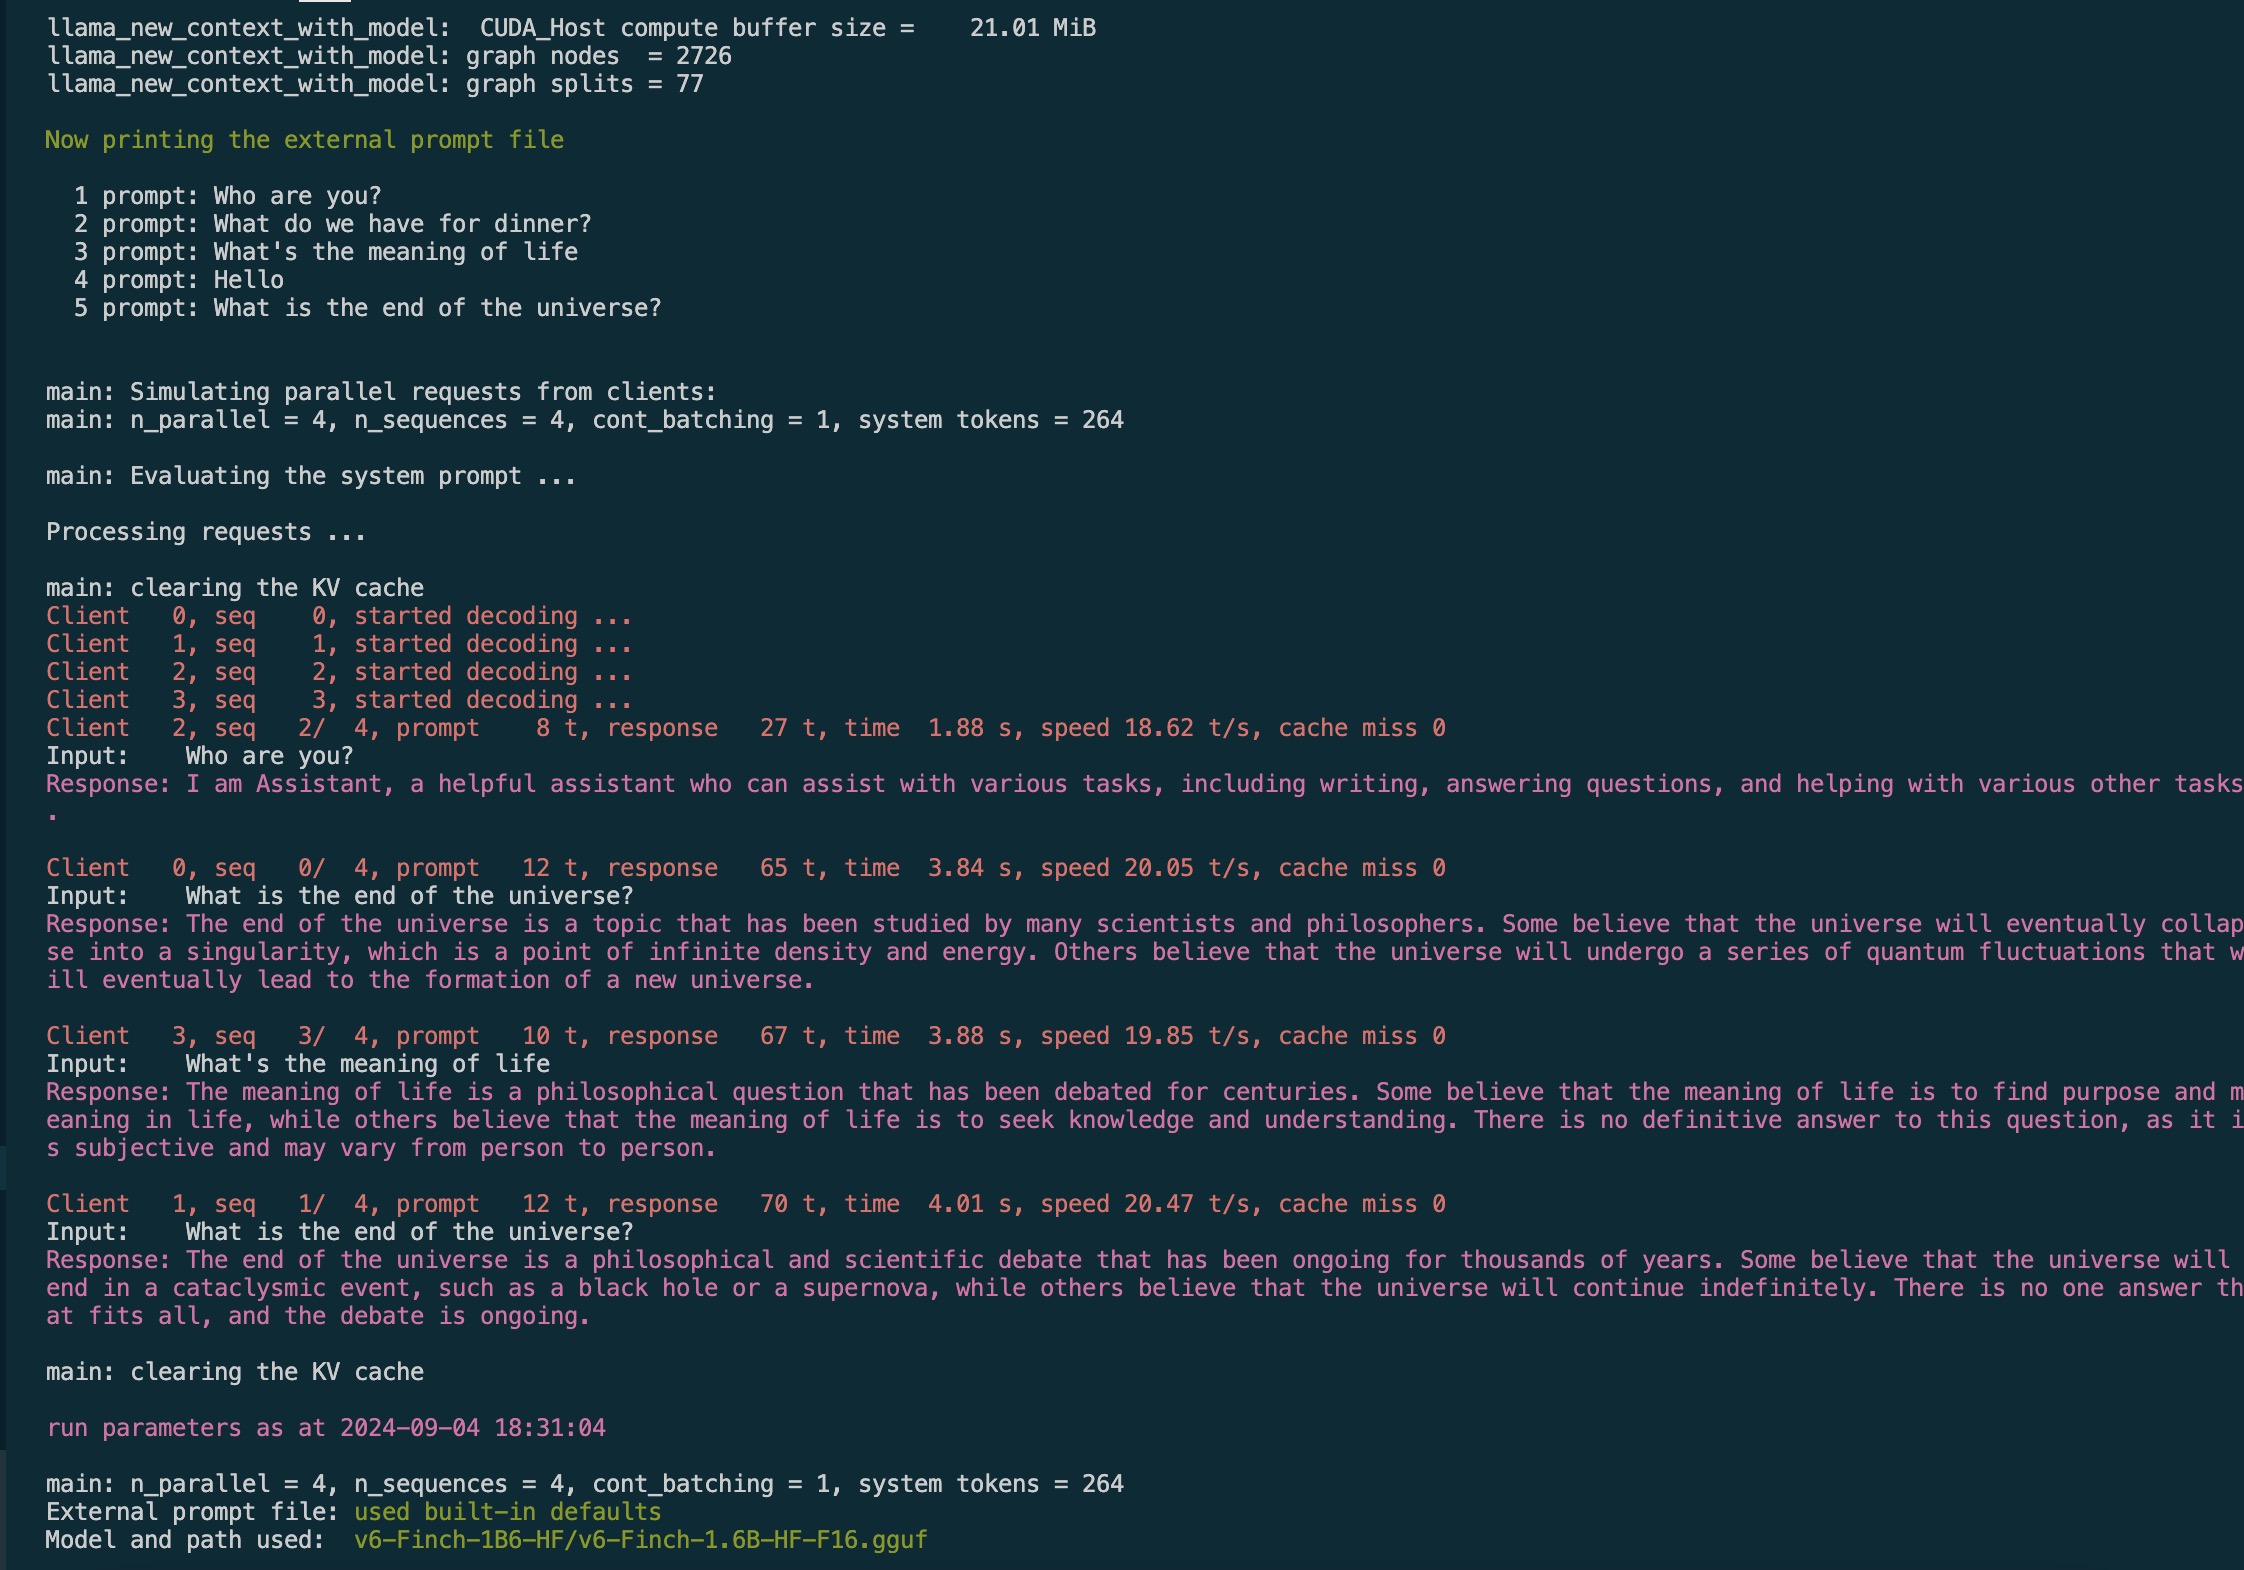 llama_new_context_with_model:  CUDA_Host compute buffer size =    21.01 MiB
llama_new_context_with_model: graph nodes  = 2726
llama_new_context_with_model: graph splits = 77
Now printing the external prompt file
  1 prompt: Who are you?
  2 prompt: What do we have for dinner?
  3 prompt: What's the meaning of life
  4 prompt: Hello
  5 prompt: What is the end of the universe?
main: Simulating parallel requests from clients:
main: n_parallel = 4, n_sequences = 4, cont_batching = 1, system tokens = 264
main: Evaluating the system prompt ...
Processing requests ...
main: clearing the KV cache
Client   0, seq    0, started decoding ...
Client   1, seq    1, started decoding ...
Client   2, seq    2, started decoding ...
Client   3, seq    3, started decoding ...
Client   2, seq   2/  4, prompt    8 t, response   27 t, time  1.88 s, speed 18.62 t/s, cache miss 0
Input:    Who are you?
Response: I am Assistant, a helpful assistant who can assist with various tasks, including writing, answering questions, and helping with various other tasks
.
Client   0, seq   0/  4, prompt   12 t, response   65 t, time  3.84 s, speed 20.05 t/s, cache miss 0
Input:    What is the end of the universe?
Response: The end of the universe is a topic that has been studied by many scientists and philosophers. Some believe that the universe will eventually collap
se into a singularity, which is a point of infinite density and energy. Others believe that the universe will undergo a series of quantum fluctuations that w
ill eventually lead to the formation of a new universe.
Client   3, seq   3/  4, prompt   10 t, response   67 t, time  3.88 s, speed 19.85 t/s, cache miss 0
Input:    What's the meaning of life
Response: The meaning of life is a philosophical question that has been debated for centuries. Some believe that the meaning of life is to find purpose and m
eaning in life, while others believe that the meaning of life is to seek knowledge and understanding. There is no definitive answer to this question, as it i
s subjective and may vary from person to person.
Client   1, seq   1/  4, prompt   12 t, response   70 t, time  4.01 s, speed 20.47 t/s, cache miss 0
Input:    What is the end of the universe?
Response: The end of the universe is a philosophical and scientific debate that has been ongoing for thousands of years. Some believe that the universe will
end in a cataclysmic event, such as a black hole or a supernova, while others believe that the universe will continue indefinitely. There is no one answer th
at fits all, and the debate is ongoing.
main: clearing the KV cache
run parameters as at 2024-09-04 18:31:04
main: n_parallel = 4, n_sequences = 4, cont_batching = 1, system tokens = 264
External prompt file: used built-in defaults
Model and path used:  v6-Finch-1B6-HF/v6-Finch-1.6B-HF-F16.gguf